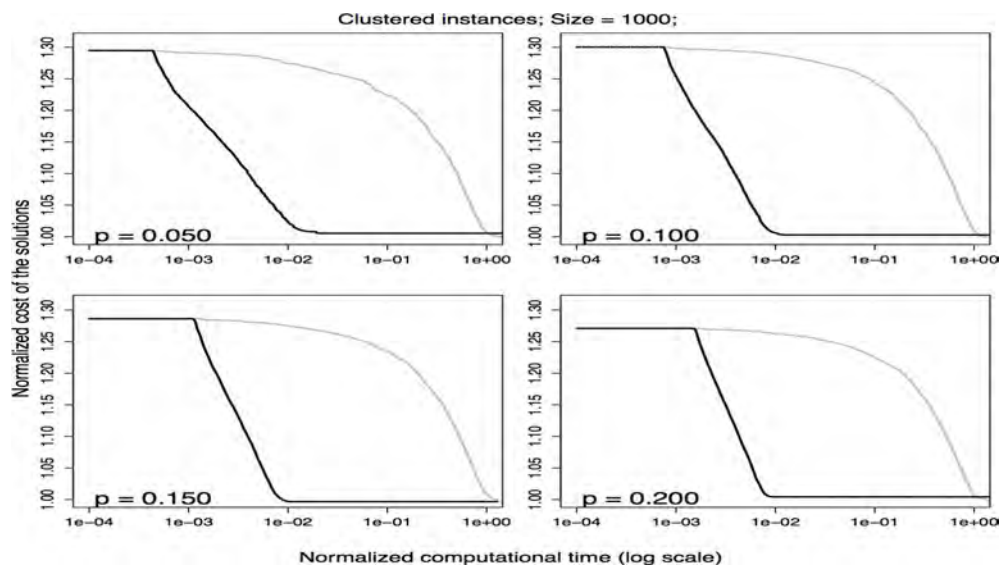 Clustered instances; Size = 1000;
Normalized cost of the solutions
1.30
1.25
1.20
1.15
1.10
1.05
1.00
p = 0.050
1e-04 1e-03 1e-02 1e-01 1e+00
1.30
1.25
1.20
1.15
1.10
1.05
1.00
p = 0.100
1e-04 1e-03 1e-02 1e-01 1e+00
1.30
1.25
1.20
1.15
1.10
1.05
1.00
p = 0.150
1e-04 1e-03 1e-02 1e-01 1e+00
1.30
1.25
1.20
1.15
1.10
1.05
1.00
p = 0.200
1e-04 1e-03 1e-02 1e-01 1e+00
Normalized computational time (log scale)